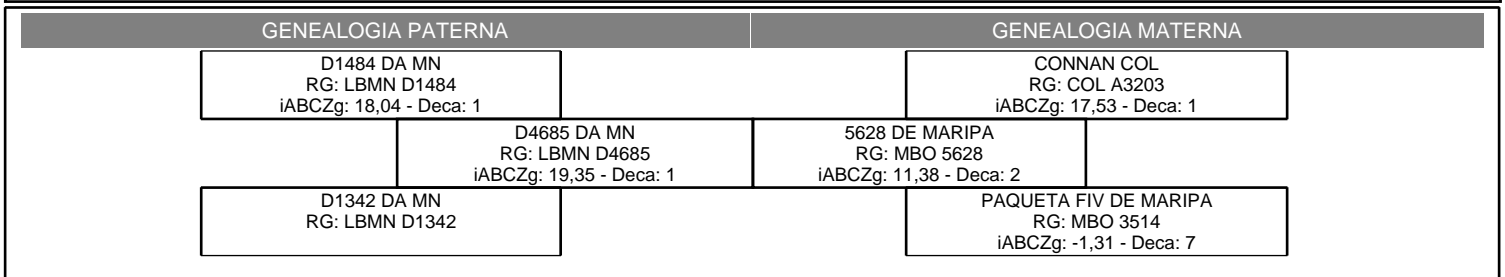 GENEALOGIA PATERNA
GENEALOGIA MATERNA
D1484 DA MN
RG: LBMN D1484
iABCZg: 18,04 - Deca: 1
CONNAN COL
RG: COL A3203
iABCZg: 17,53 - Deca: 1
D4685 DA MN
RG: LBMN D4685
iABCZg: 19,35 - Deca: 1
5628 DE MARIPA
RG: MBO 5628
iABCZg: 11,38 - Deca: 2
D1342 DA MN
RG: LBMN D1342
PAQUETA FIV DE MARIPA
RG: MBO 3514
iABCZg: -1,31 - Deca: 7